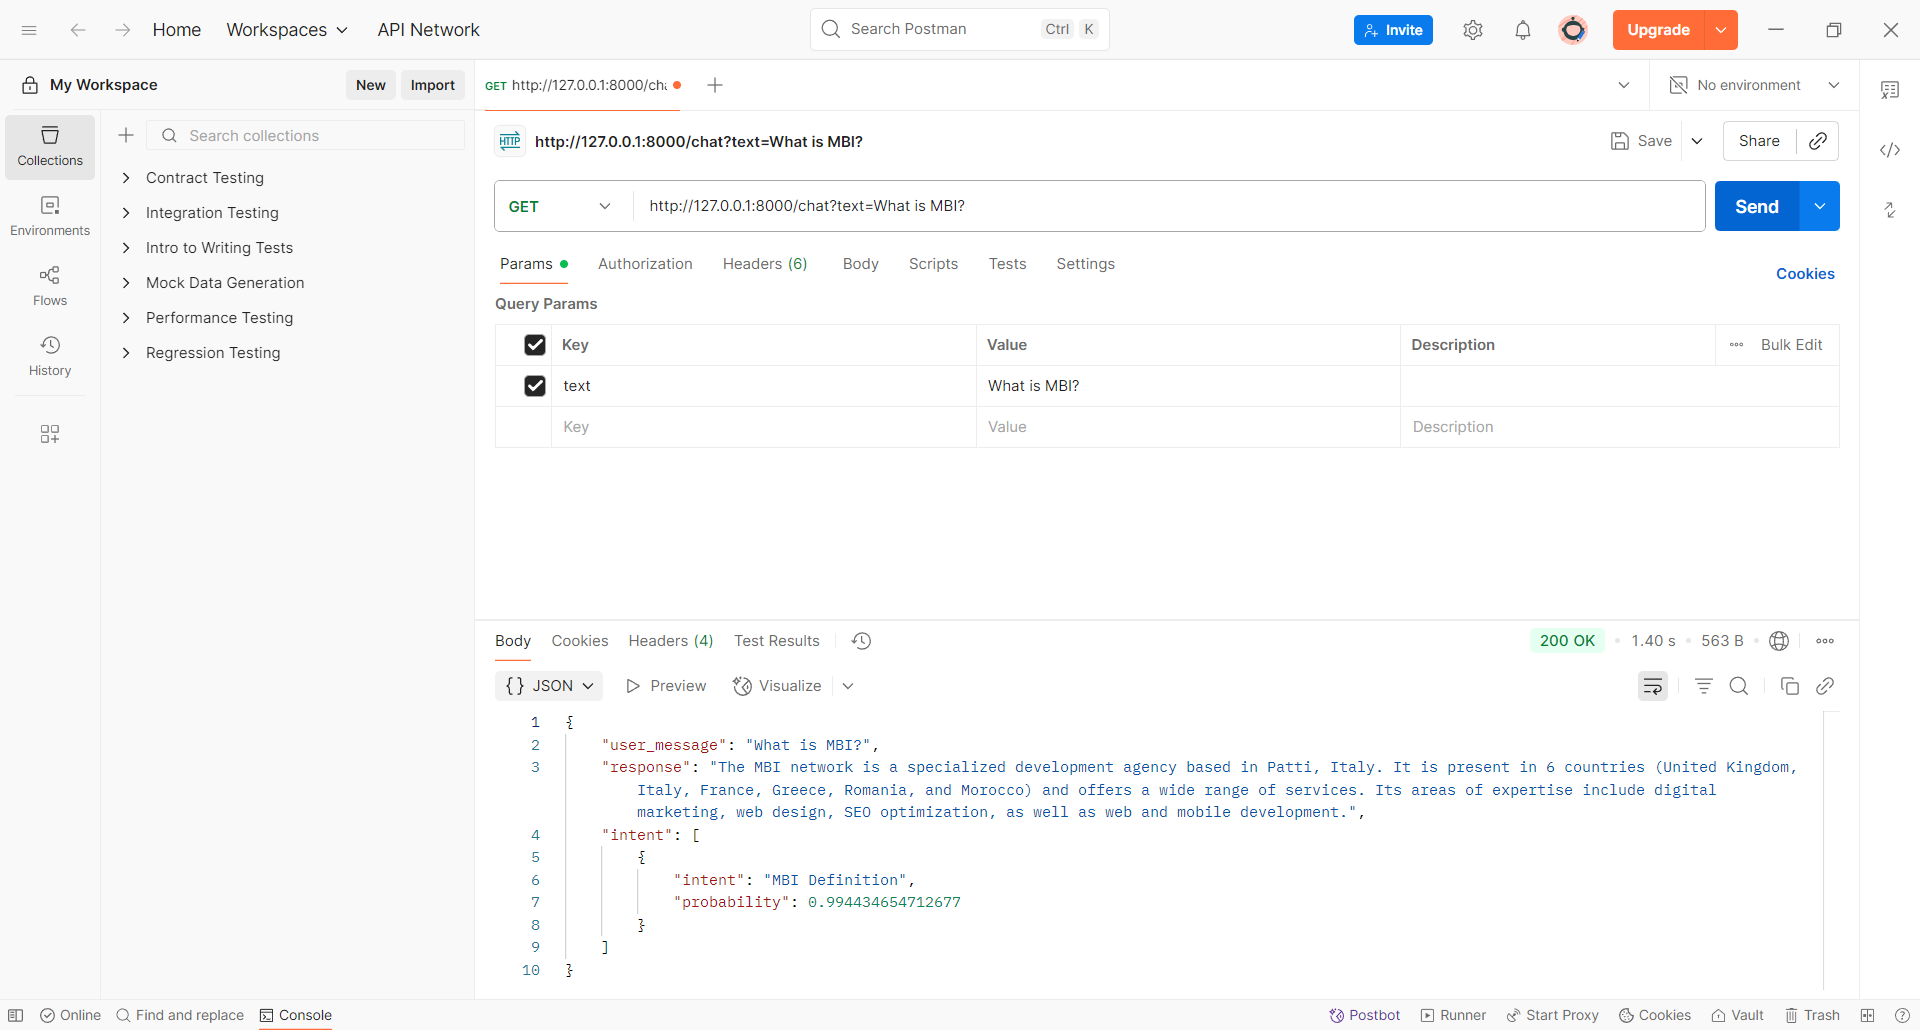 Home Workspaces API Network Search Postman Ctrl K Invite Upgrade
My Workspace New Import GET http://127.0.0.1:8000/cha No environment
Collections
Environments
Flows
History
Search collections
Contract Testing
Integration Testing
Intro to Writing Tests
Mock Data Generation
Performance Testing
Regression Testing
HTTP http://127.0.0.1:8000/chat?text=What is MBI? Save Share
GET http://127.0.0.1:8000/chat?text=What is MBI? Send
Params Authorization Headers (6) Body Scripts Tests Settings Cookies
Query Params
Key Value Description Bulk Edit
text What is MBI?
Key Value Description
Body Cookies Headers (4) Test Results 200 OK • 1.40 s • 563 B •
{} JSON Preview Visualize
1 {
2 "user_message": "What is MBI?",
3 "response": "The MBI network is a specialized development agency based in Patti, Italy. It is present in 6 countries (United Kingdom,
Italy, France, Greece, Romania, and Morocco) and offers a wide range of services. Its areas of expertise include digital
marketing, web design, SEO optimization, as well as web and mobile development.",
4 "intent": [
5 {
6 "intent": "MBI Definition",
7 "probability": 0.994434654712677
8 }
9 ]
10 }
Online Find and replace Console Postbot Runner Start Proxy Cookies Vault Trash